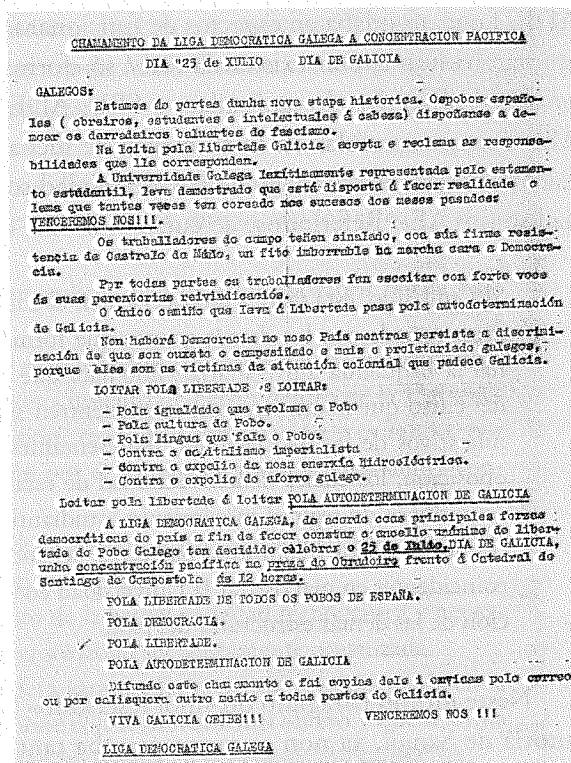 CHAMAMENTO DA LIGA DEMOCRATICA GALEGA A CONCENTRACION PACIFICA
DIA "25 de XULIO DIA DE GALICIA
GALEGOS:
Estamos ás portas dunha nova etapa historica. Ospobos españo-
les ( obreiros, estudantes e intelectuales á cabeza) dispoñense a de-
rrocar os derradeiros baluartes do fascismo.
Na loita pola libertade Galicia acepta e reclama as responsa-
bilidades que lle corresponden.
A Universidade Galega lexítimamente representada polo estamen-
to estúdantil, leva demostrado que está disposta á facer realidade o
lema que tantas veces ten coreado nos sucesos dos meses pasados:
VENCEREMOS NOS!!!.
Os traballadores do campo teñen sinalado, coa súa firme resis-
tencia de Castrelo do Miño, un fito imborrable na marcha cara a Democra-
cia.
Por todas partes os traballadores fan escoitar con forte voce
ás suas perentorias reivindicaciós.
O único camiño que leva á Libertade pasa pola autodeterminación
de Galicia.
Non haberá Democracia no noso País mentras persista a discrimi-
nación de que son ouxeto o campesiñado e mais o proletariado galegos,
porque eles son as victimas da situación colonial que padece Galicia.
LOITAR POLA LIBERTADE 'S LOITAR:
- Pola igualdade que reclama o Pobo
- Pola cultura do Pobo.
- Pola lingua que fala o Pobo.
- Contra o capitalismo imperialista
- Contra o expolio da nosa enerxía hidroeléctrica.
- Contra o expolio do aforro galego.
Loitar pola libertade é loitar POLA AUTODETERMINACION DE GALICIA
A LIGA DEMOCRATICA GALEGA, de acordo coas principales forzas
democráticas do país a fin de facer constar o ancello unánime de liber-
tade do Pobo Galego ten decidido celebrar o 25 de Xulio, DIA DE GALICIA,
unha concentración pacífica na praza do Obradoiro frente á Catedral de
Santiago de Compostela ás 12 horas.
POLA LIBERTADE DE TODOS OS POBOS DE ESPAÑA.
POLA DEMOCRACIA.
POLA LIBERTADE.
POLA AUTODETERMINACION DE GALICIA
Difunde este chamamento e fai copias dele i envíaas polo correo
ou por calisquera outro medio a todas partes de Galicia.
VIVA GALICIA CEIBE!!! VENCEREMOS NOS !!!
LIGA DEMOCRATICA GALEGA